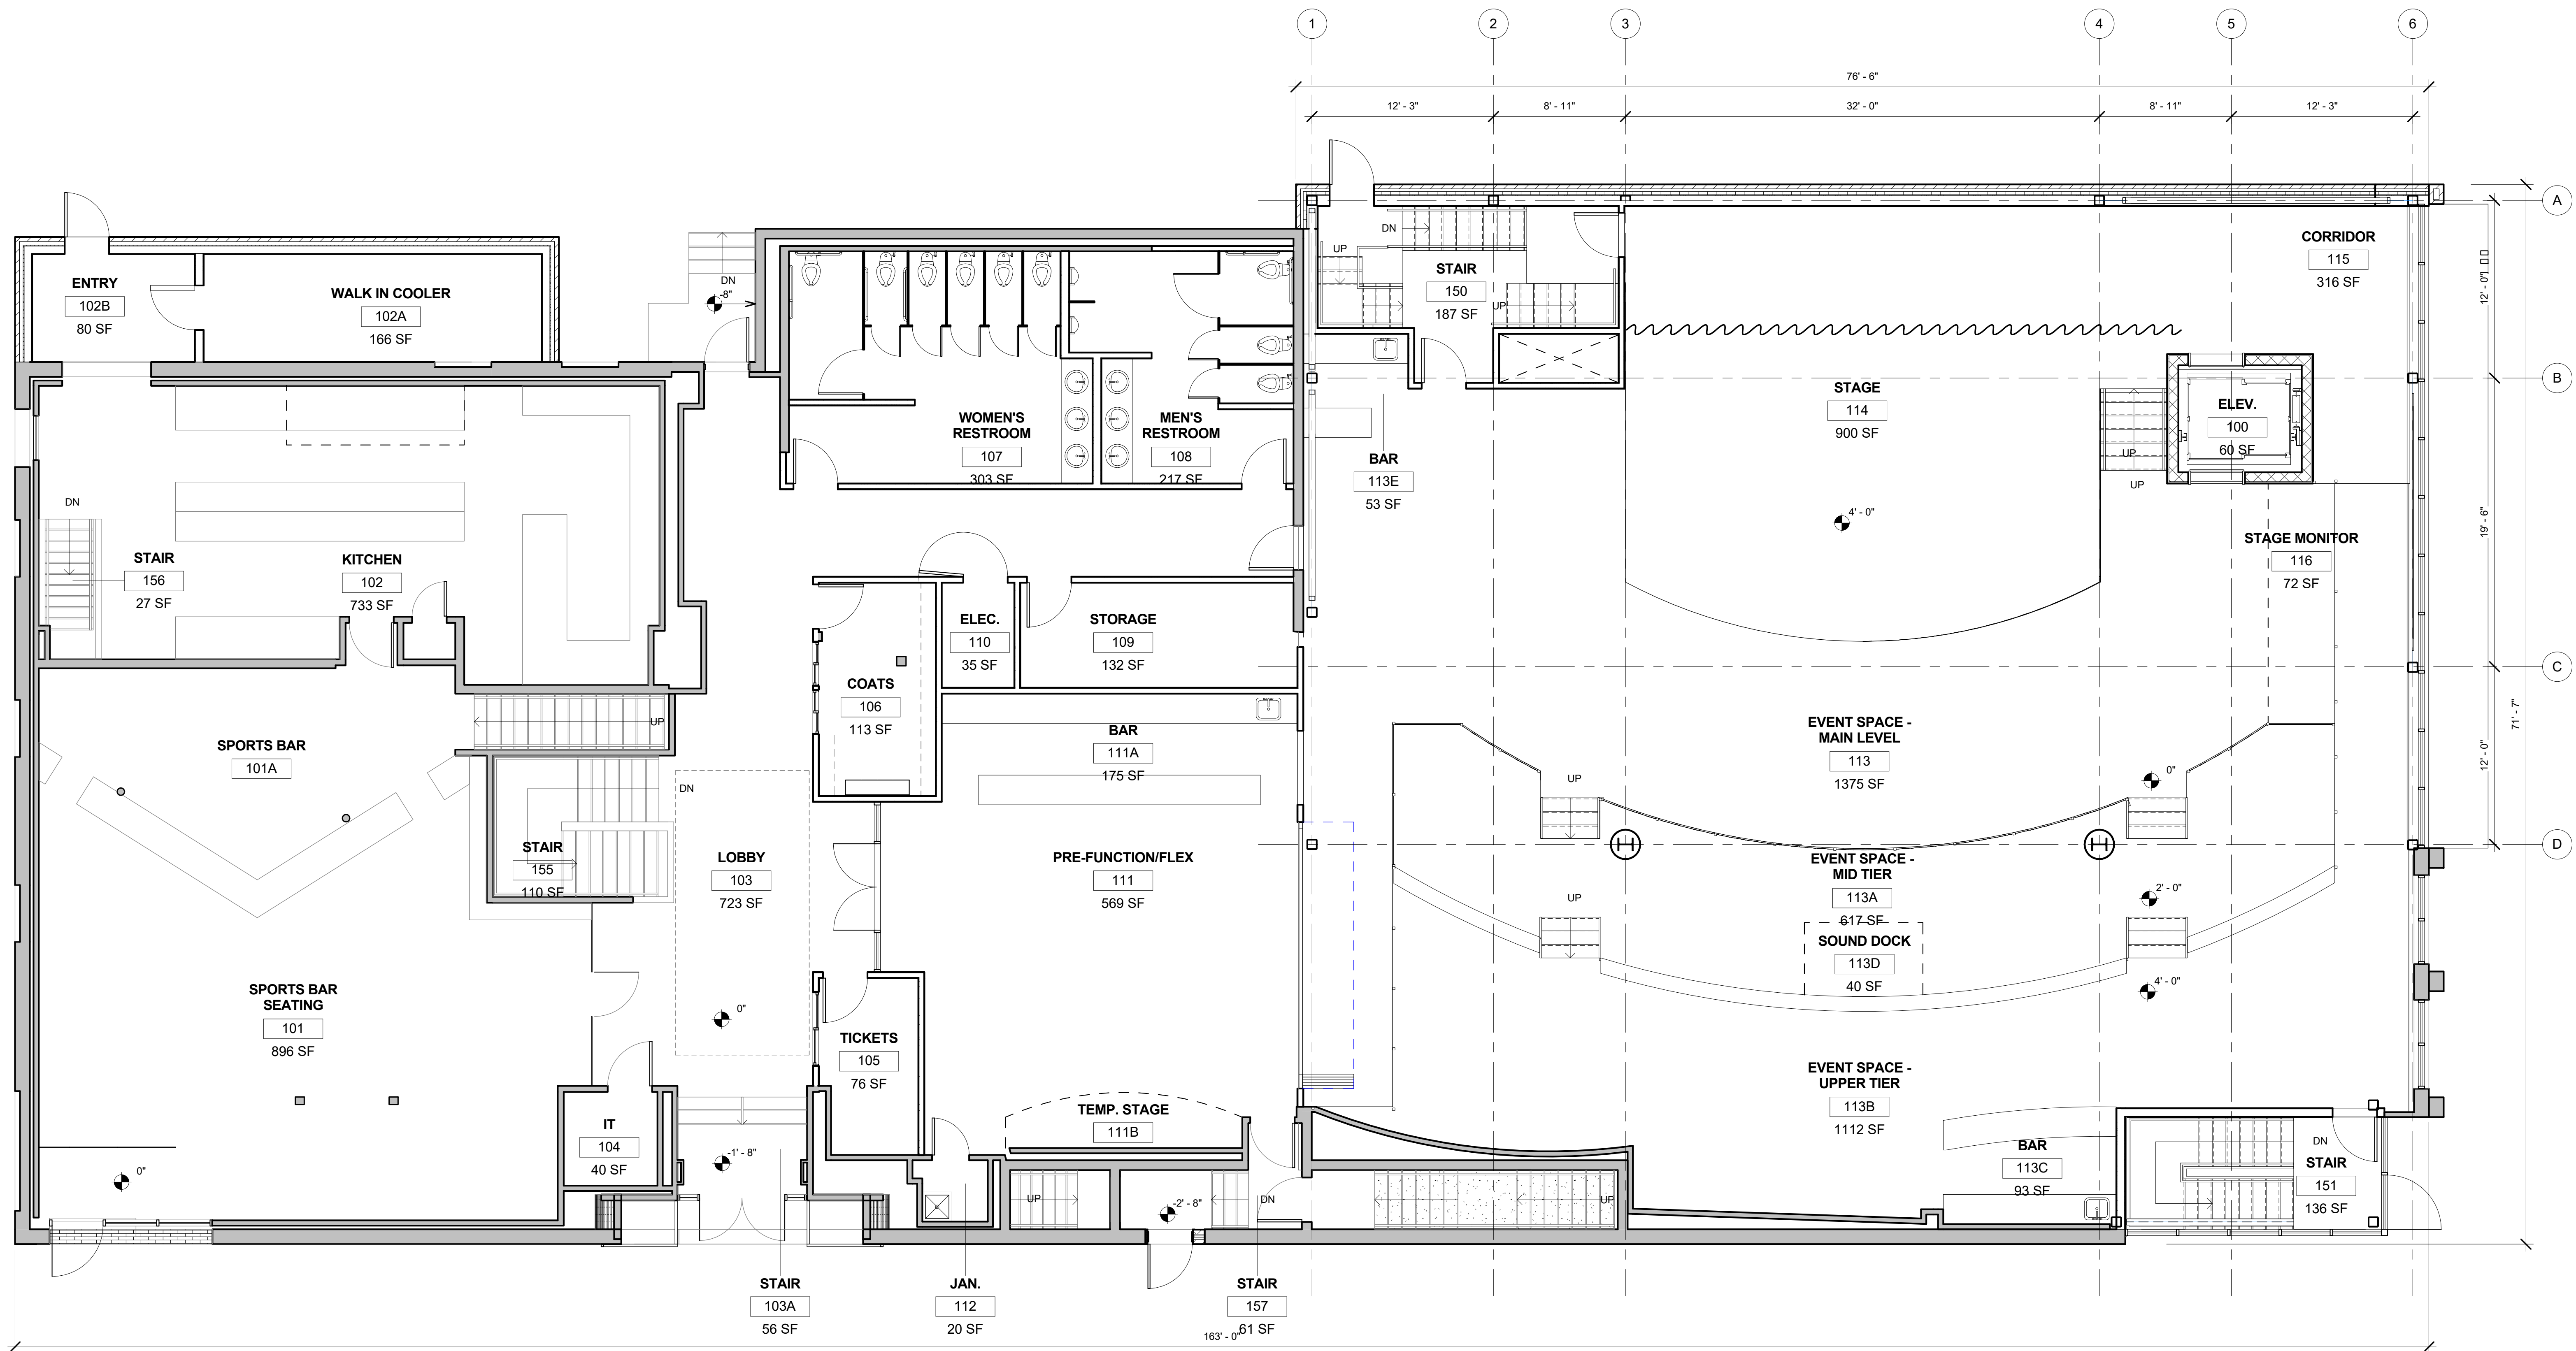 1
2
3
4
5
6
76' - 6"
12' - 3"
8' - 11"
32' - 0"
8' - 11"
12' - 3"
A
B
C
D
12' - 0"
19' - 6"
12' - 0"
71' - 7"
ENTRY
102B
80 SF
WALK IN COOLER
102A
166 SF
DN
-8"
WOMEN'S
RESTROOM
107
303 SF
MEN'S
RESTROOM
108
217 SF
UP
DN
STAIR
150
187 SF
UP
CORRIDOR
115
316 SF
STAGE
114
900 SF
4' - 0"
ELEV.
100
60 SF
UP
UP
BAR
113E
53 SF
STAGE MONITOR
116
72 SF
DN
STAIR
156
27 SF
KITCHEN
102
733 SF
ELEC.
110
35 SF
STORAGE
109
132 SF
COATS
106
113 SF
UP
SPORTS BAR
101A
BAR
111A
175 SF
EVENT SPACE -
MAIN LEVEL
113
1375 SF
UP
0"
DN
STAIR
155
110 SF
LOBBY
103
723 SF
PRE-FUNCTION/FLEX
111
569 SF
EVENT SPACE -
MID TIER
113A
617 SF
UP
2' - 0"
SOUND DOCK
113D
40 SF
4' - 0"
SPORTS BAR
SEATING
101
896 SF
0"
TICKETS
105
76 SF
EVENT SPACE -
UPPER TIER
113B
1112 SF
TEMP. STAGE
111B
IT
104
40 SF
-1' - 8"
0"
UP
-2' - 8"
DN
UP
BAR
113C
93 SF
DN
STAIR
151
136 SF
STAIR
103A
56 SF
JAN.
112
20 SF
STAIR
157
61 SF
163' - 0"